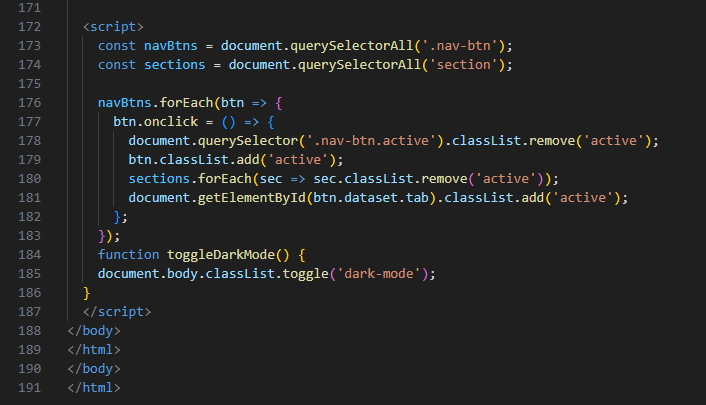 171
172 <script>
173 const navBtns = document.querySelectorAll('.nav-btn');
174 const sections = document.querySelectorAll('section');
175
176 navBtns.forEach(btn => {
177 btn.onclick = () => {
178 document.querySelector('.nav-btn.active').classList.remove('active');
179 btn.classList.add('active');
180 sections.forEach(sec => sec.classList.remove('active'));
181 document.getElementById(btn.dataset.tab).classList.add('active');
182 };
183 });
184 function toggleDarkMode() {
185 document.body.classList.toggle('dark-mode');
186 }
187 </script>
188 </body>
189 </html>
190 </body>
191 </html>